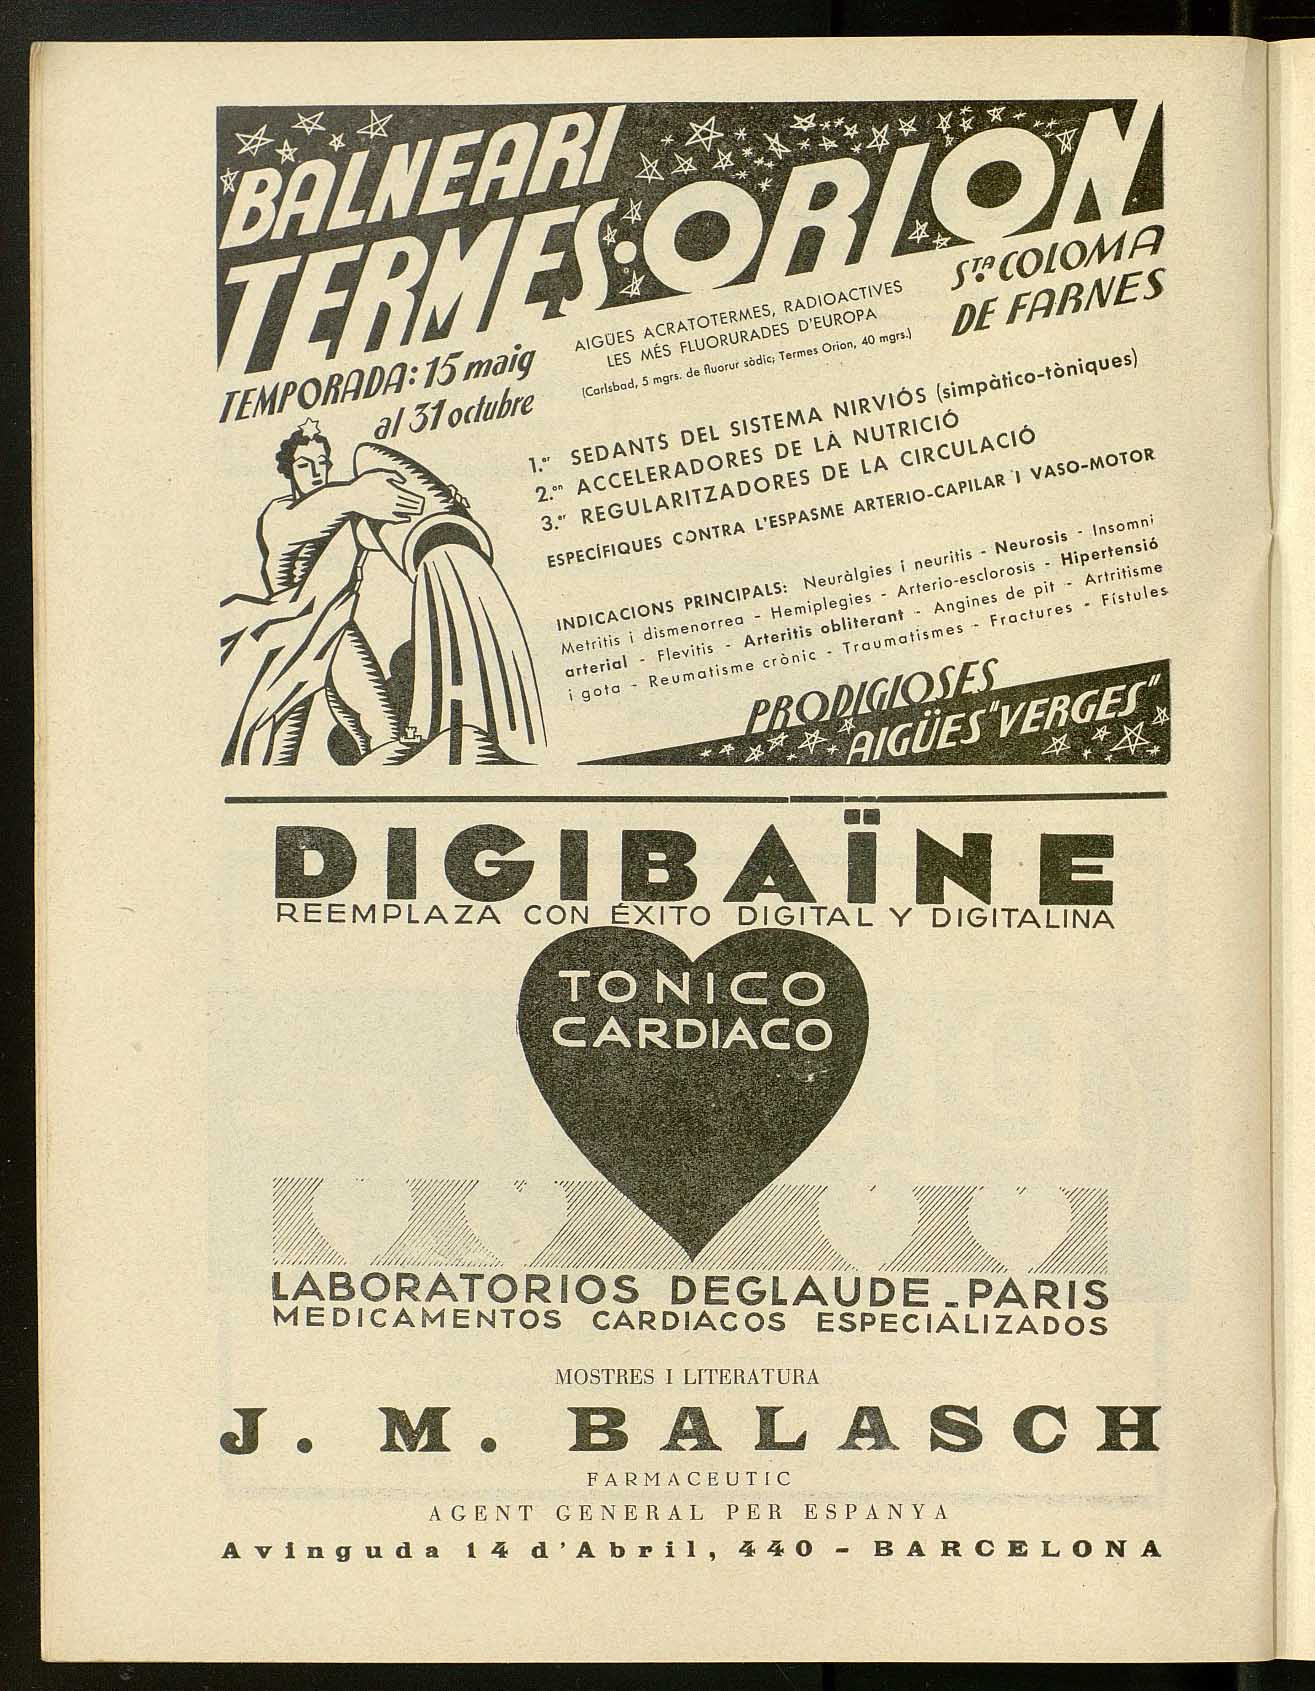 BALNEARI
TERMES·ORION
STA. COLOMA
DE FARNES
TEMPORADA: 15 maig
al 31 octubre
AIGÜES ACRATOTERMES, RADIOACTIVES
LES MÉS FLUORURADES D'EUROPA
(Carlsbad, 5 mgrs. de fluorur sòdic; Termes Orion, 40 mgrs.)
1.er SEDANTS DEL SISTEMA NIRVIÓS (simpàtico-tòniques)
2.on ACCELERADORES DE LA NUTRICIÓ
3.er REGULARITZADORES DE LA CIRCULACIÓ
ESPECÍFIQUES CONTRA L'ESPASME ARTERIO-CAPILAR I VASO-MOTOR
INDICACIONS PRINCIPALS: Neuràlgies i neuritis - Neurosis - Insomni
Metritis i dismenorrea - Hemiplegies - Arterio-esclorosis - Hipertensió
arterial - Flevitis - Arteritis obliterant - Angines de pit - Artritisme
i gota - Reumatisme crònic - Traumatismes - Fractures - Fístules
PRODIGIOSES
AIGÜES "VERGES"
DIGIBAÏNE
REEMPLAZA CON ÉXITO DIGITAL Y DIGITALINA
TONICO
CARDIACO
LABORATORIOS DEGLAUDE - PARIS
MEDICAMENTOS CARDIACOS ESPECIALIZADOS
MOSTRES I LITERATURA
J. M. BALASCH
FARMACEUTIC
AGENT GENERAL PER ESPANYA
Avinguda 14 d'Abril, 440 - BARCELONA